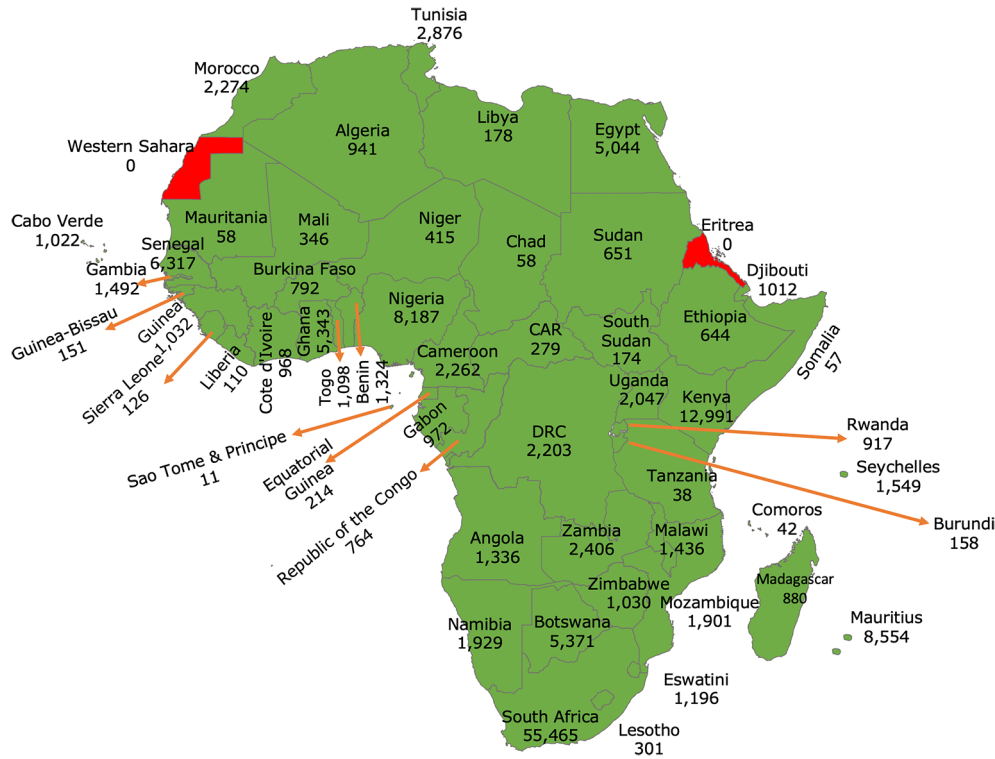 Tunisia
2,876
Morocco
2,274
Algeria
941
Libya
178
Egypt
5,044
Western Sahara
0
Cabo Verde
1,022
Mauritania
58
Mali
346
Niger
415
Chad
58
Sudan
651
Eritrea
0
Senegal
6,317
Gambia
1,492
Burkina Faso
792
Djibouti
1012
Guinea-Bissau
151
Guinea
1,032
Sierra Leone
126
Liberia
110
Cote d'Ivoire
968
Ghana
5,343
Togo
1,098
Benin
1,324
Nigeria
8,187
Cameroon
2,262
CAR
279
South
Sudan
174
Ethiopia
644
Somalia
57
Uganda
2,047
Kenya
12,991
Sao Tome & Principe
11
Equatorial
Guinea
214
Gabon
972
Republic of the Congo
764
DRC
2,203
Rwanda
917
Seychelles
1,549
Burundi
158
Tanzania
38
Comoros
42
Angola
1,336
Zambia
2,406
Malawi
1,436
Madagascar
880
Zimbabwe
1,030
Mozambique
1,901
Mauritius
8,554
Namibia
1,929
Botswana
5,371
Eswatini
1,196
South Africa
55,465
Lesotho
301